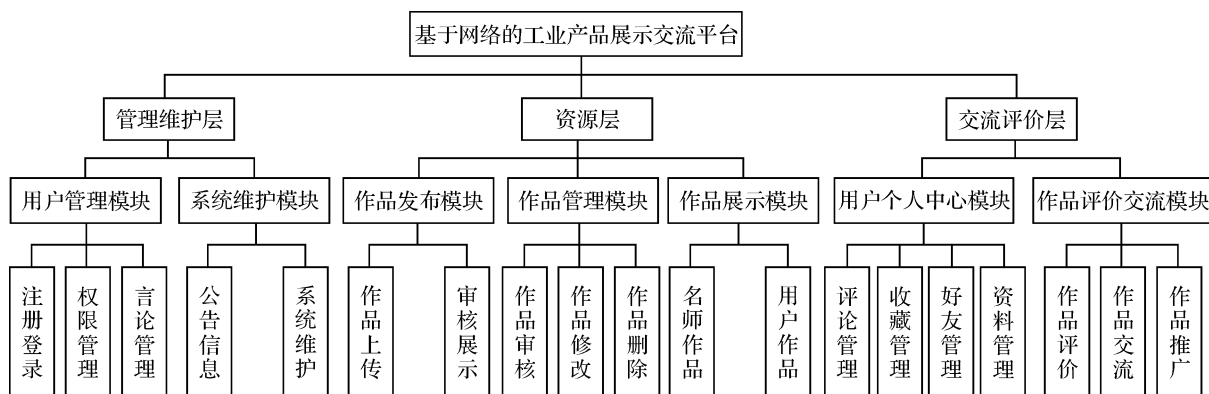 基于网络的工业产品展示交流平台
管理维护层
资源层
交流评价层
用户管理模块
系统维护模块
作品发布模块
作品管理模块
作品展示模块
用户个人中心模块
作品评价交流模块
注册登录
权限管理
言论管理
公告信息
系统维护
作品上传
审核展示
作品审核
作品修改
作品删除
名师作品
用户作品
评论管理
收藏管理
好友管理
资料管理
作品评价
作品交流
作品推广